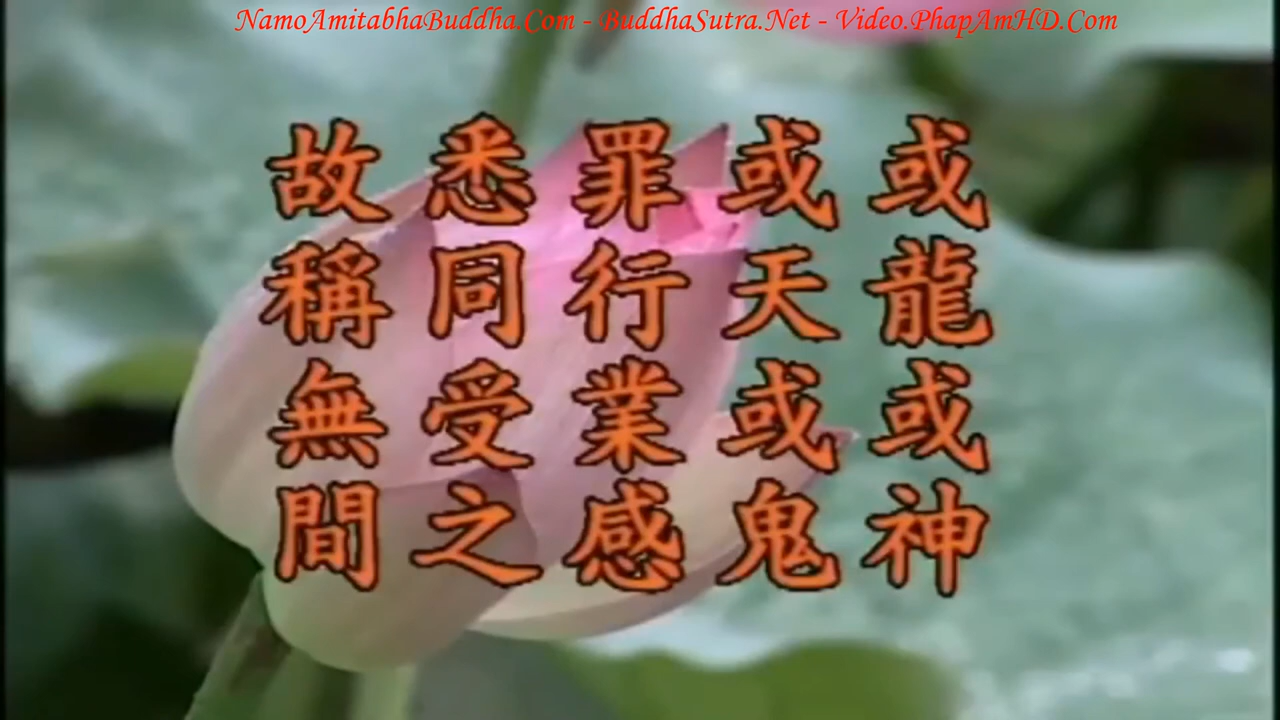 NamoAmitabhaBuddha.Com - BuddhaSutra.Net - Video.PhapAmHD.Com
或龍或神
或天或鬼
罪行業感
悉同受之
故稱無間